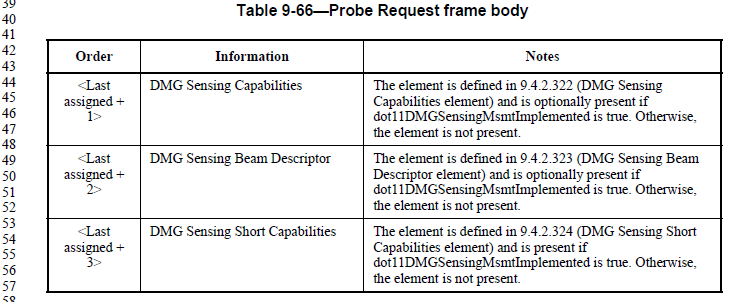 39
40
41
42
43
44
45
46
47
48
49
50
51
52
53
54
55
56
57
58
Table 9-66—Probe Request frame body
Order Information Notes
<Last assigned + 1>
DMG Sensing Capabilities
The element is defined in 9.4.2.322 (DMG Sensing
Capabilities element) and is optionally present if
dot11DMGSensingMsmtImplemented is true. Otherwise,
the element is not present.
<Last assigned + 2>
DMG Sensing Beam Descriptor
The element is defined in 9.4.2.323 (DMG Sensing Beam
Descriptor element) and is optionally present if
dot11DMGSensingMsmtImplemented is true. Otherwise,
the element is not present.
<Last assigned + 3>
DMG Sensing Short Capabilities
The element is defined in 9.4.2.324 (DMG Sensing Short
Capabilities element) and is present if
dot11DMGSensingMsmtImplemented is true. Otherwise,
the element is not present.